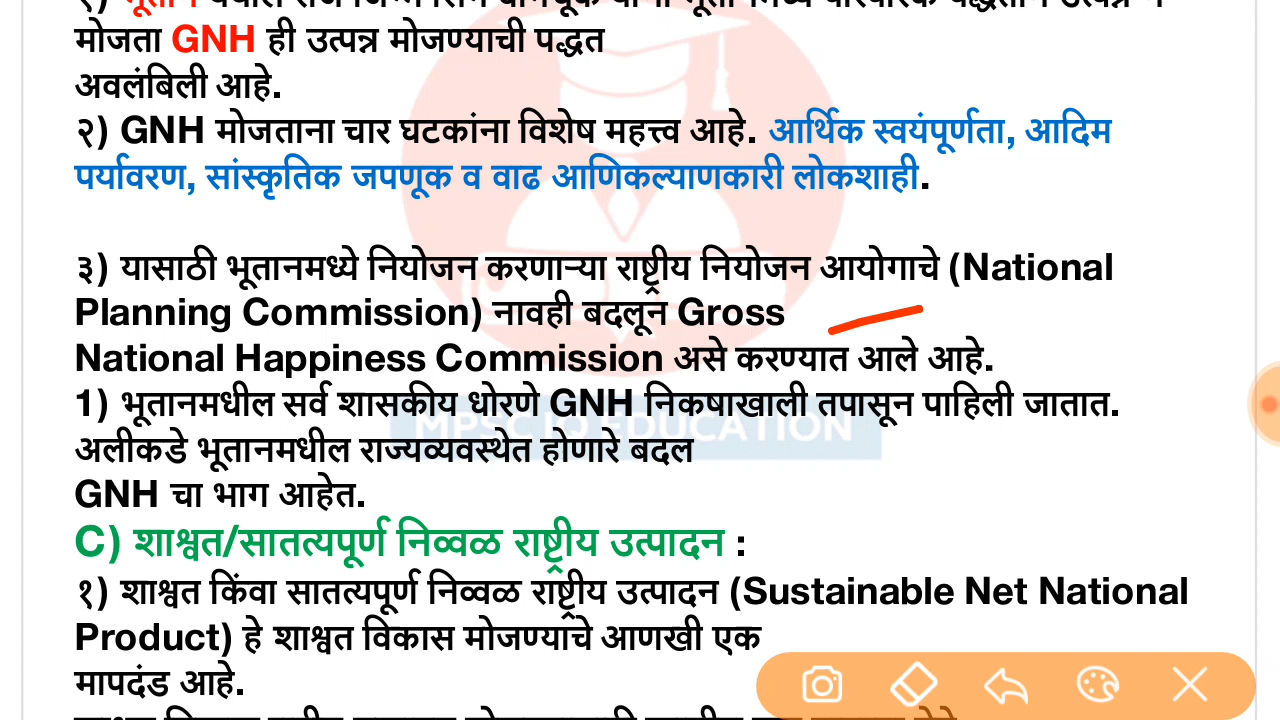 मोजता GNH ही उत्पन्न मोजण्याची पद्धत
अवलंबिली आहे.
२) GNH मोजताना चार घटकांना विशेष महत्त्व आहे. आर्थिक स्वयंपूर्णता, आदिम
पर्यावरण, सांस्कृतिक जपणूक व वाढ आणिकल्याणकारी लोकशाही.
३) यासाठी भूतानमध्ये नियोजन करणाऱ्या राष्ट्रीय नियोजन आयोगाचे (National
Planning Commission) नावही बदलून Gross
National Happiness Commission असे करण्यात आले आहे.
1) भूतानमधील सर्व शासकीय धोरणे GNH निकषाखाली तपासून पाहिली जातात.
MPSC IQ EDUCATION
अलीकडे भूतानमधील राज्यव्यवस्थेत होणारे बदल
GNH चा भाग आहेत.
C) शाश्वत/सातत्यपूर्ण निव्वळ राष्ट्रीय उत्पादन :
१) शाश्वत किंवा सातत्यपूर्ण निव्वळ राष्ट्रीय उत्पादन (Sustainable Net National
Product) हे शाश्वत विकास मोजण्याचे आणखी एक
मापदंड आहे.